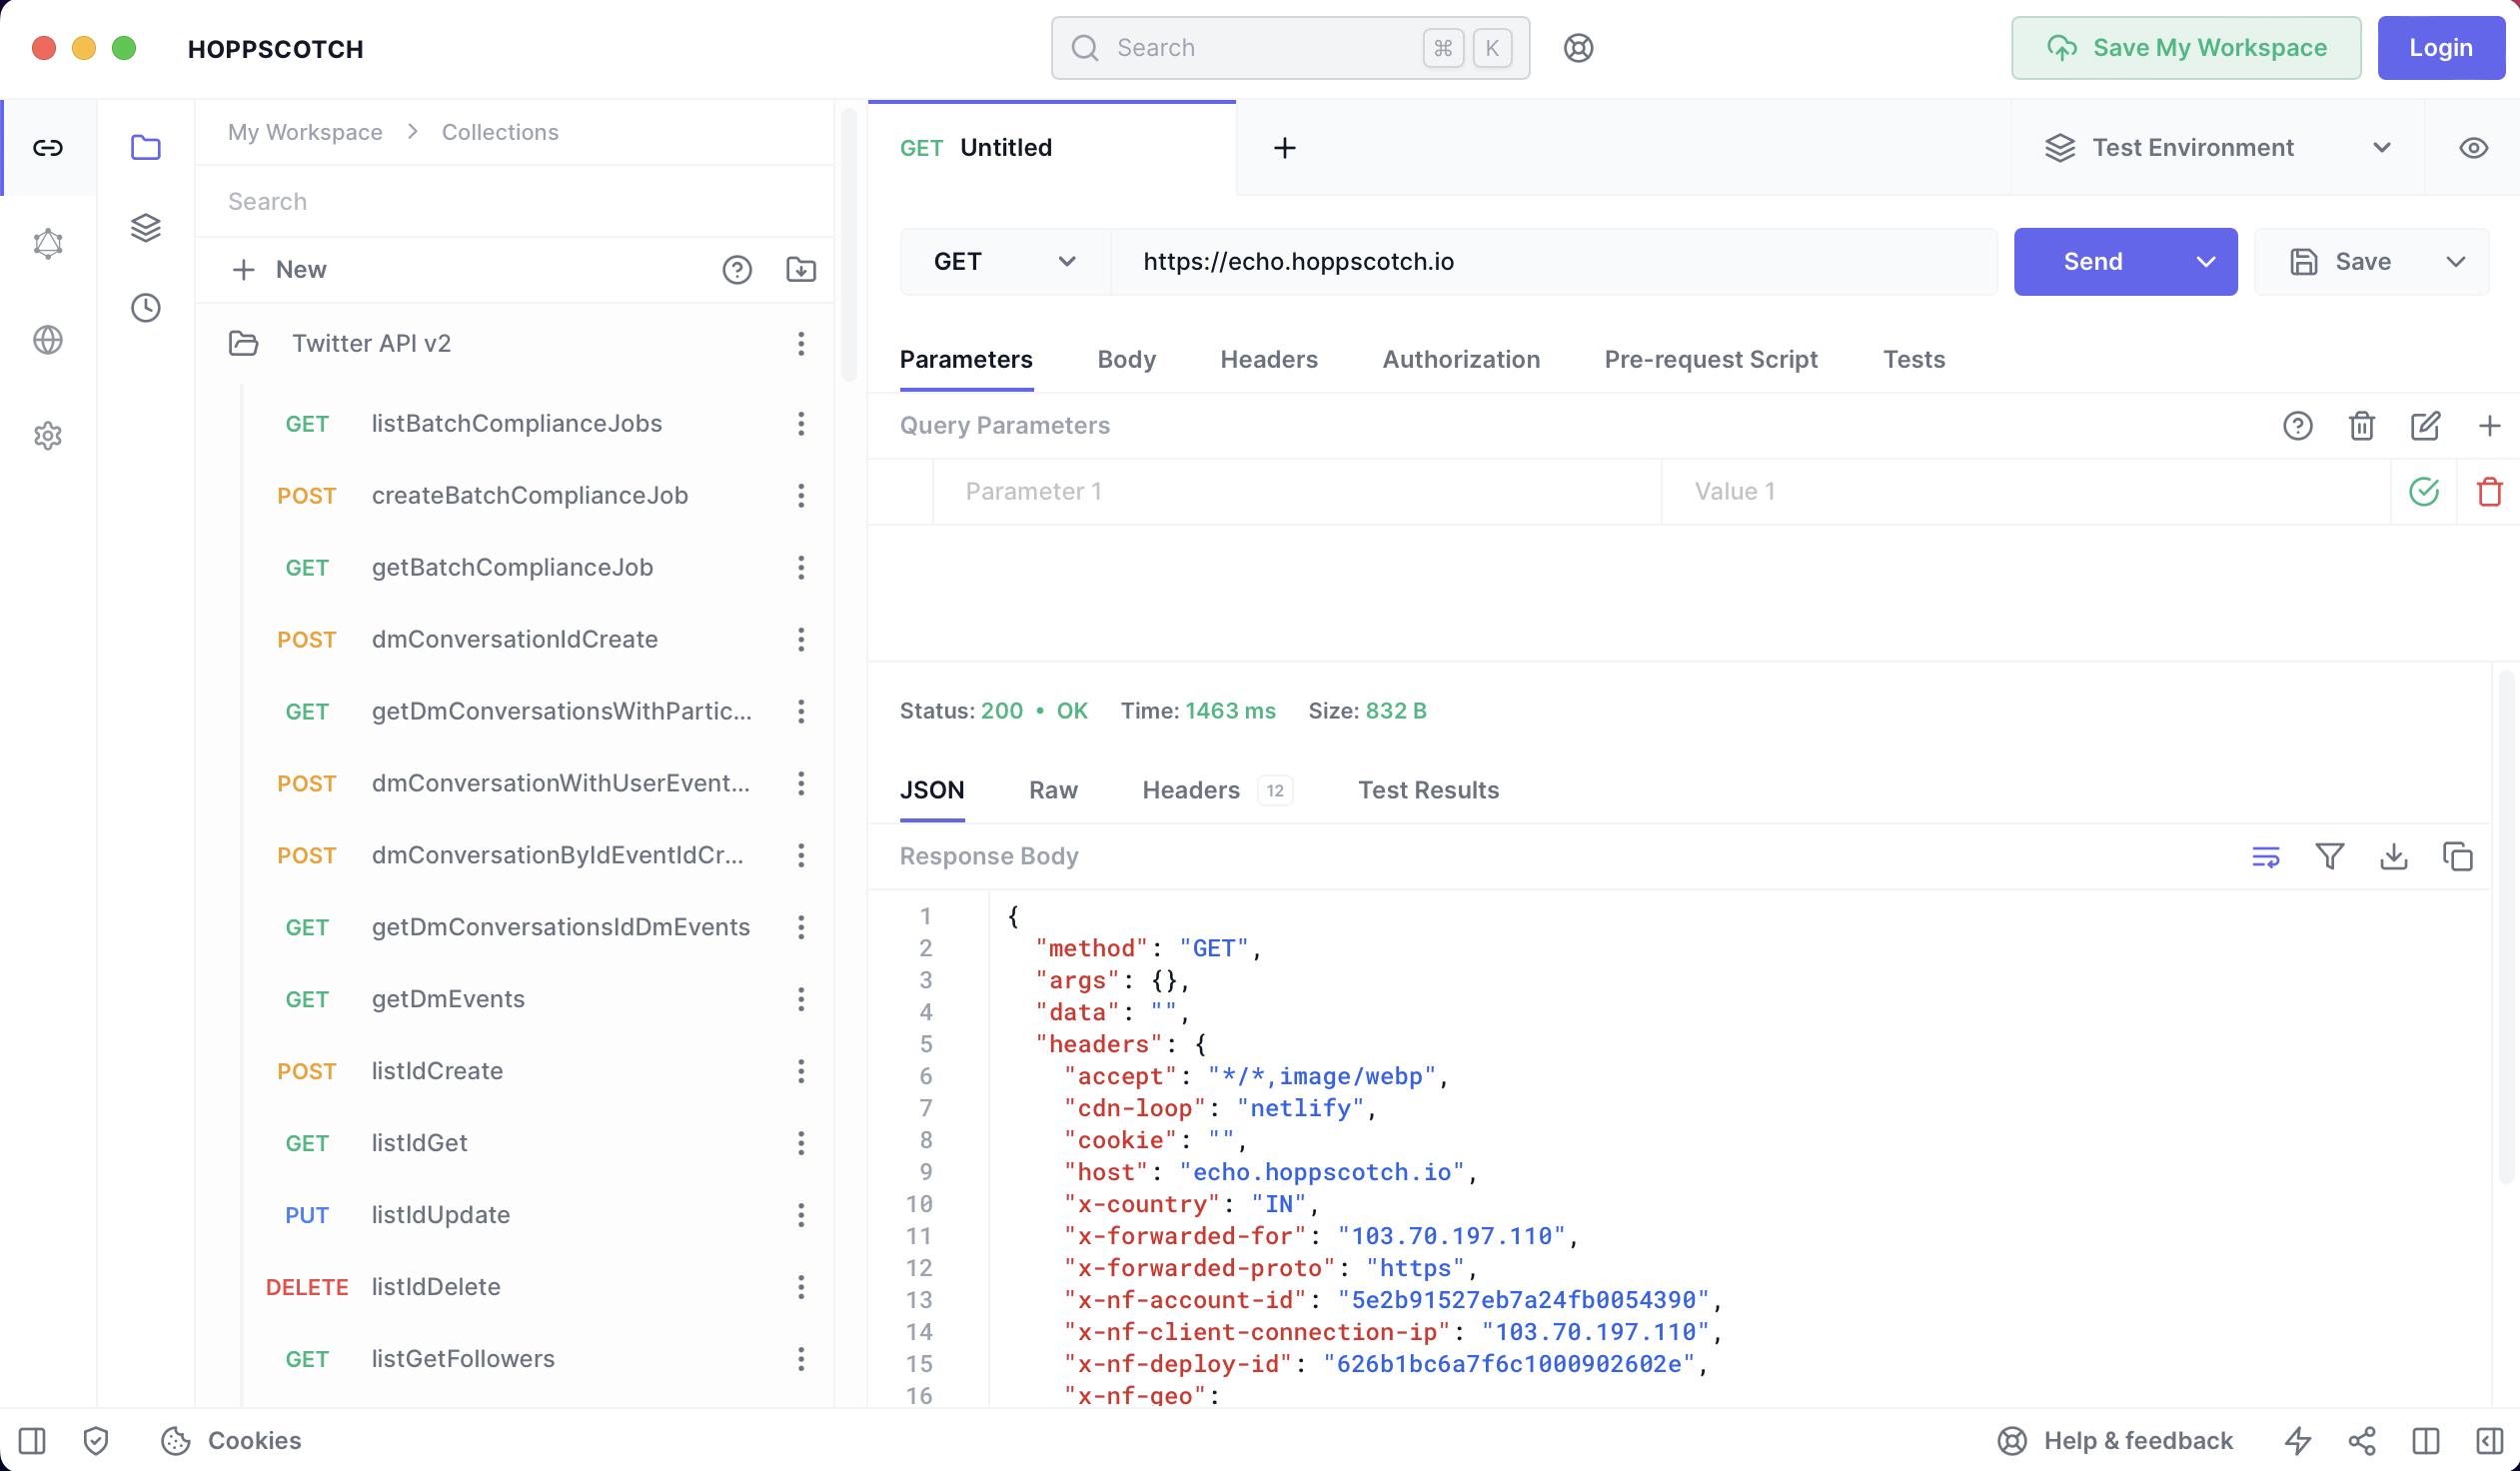 HOPPSCOTCH
Search ⌘ K
Save My Workspace
Login
My Workspace > Collections
Search
New
Twitter API v2
GET listBatchComplianceJobs
POST createBatchComplianceJob
GET getBatchComplianceJob
POST dmConversationIdCreate
GET getDmConversationsWithPartic...
POST dmConversationWithUserEvent...
POST dmConversationByIdEventIdCr...
GET getDmConversationsIdDmEvents
GET getDmEvents
POST listIdCreate
GET listIdGet
PUT listIdUpdate
DELETE listIdDelete
GET listGetFollowers
GET Untitled
Test Environment
GET https://echo.hoppscotch.io
Send
Save
Parameters Body Headers Authorization Pre-request Script Tests
Query Parameters
Parameter 1 Value 1
Status: 200 • OK Time: 1463 ms Size: 832 B
JSON Raw Headers 12 Test Results
Response Body
1 {
2 "method": "GET",
3 "args": {},
4 "data": "",
5 "headers": {
6 "accept": "*/*,image/webp",
7 "cdn-loop": "netlify",
8 "cookie": "",
9 "host": "echo.hoppscotch.io",
10 "x-country": "IN",
11 "x-forwarded-for": "103.70.197.110",
12 "x-forwarded-proto": "https",
13 "x-nf-account-id": "5e2b91527eb7a24fb0054390",
14 "x-nf-client-connection-ip": "103.70.197.110",
15 "x-nf-deploy-id": "626b1bc6a7f6c1000902602e",
16 "x-nf-geo":
Cookies
Help & feedback